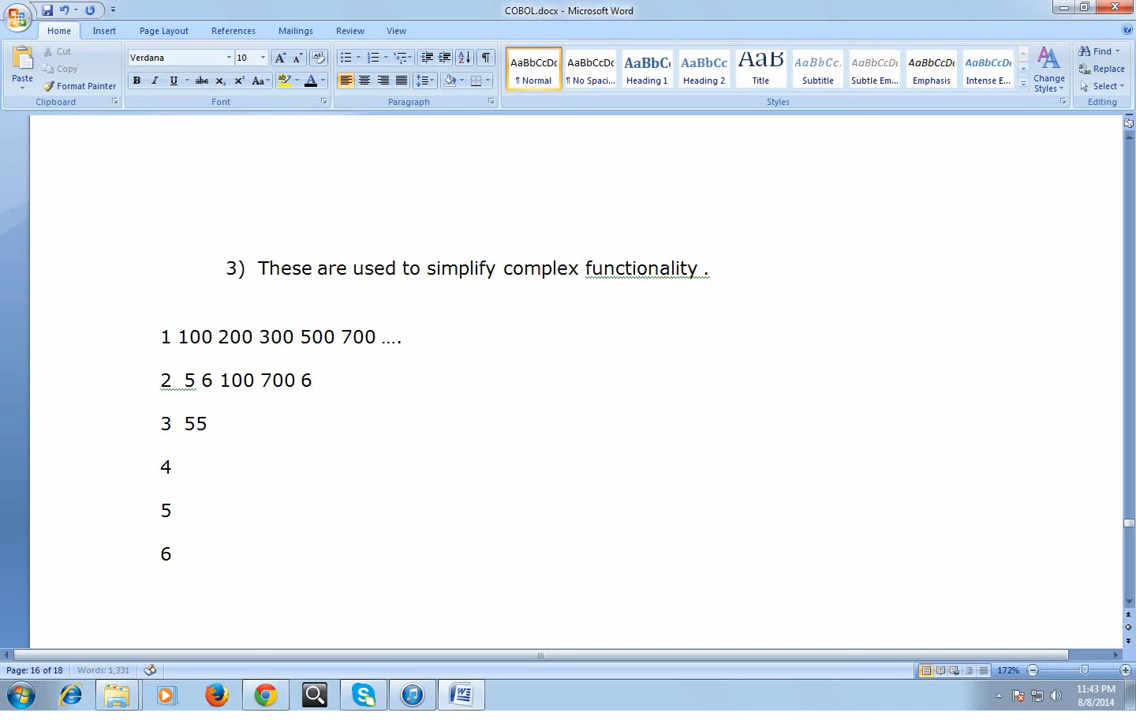 COBOL.docx - Microsoft Word
Home Insert Page Layout References Mailings Review View
Cut
Copy
Format Painter
Paste
Clipboard
Verdana 10
Font
Paragraph
AaBbCcDc AaBbCcDc AaBbC AaBbCc AaB AaBbCc. AaBbCcDt AaBbCcDt AaBbCcDt
¶ Normal ¶ No Spaci... Heading 1 Heading 2 Title Subtitle Subtle Em... Emphasis Intense E...
Styles
Change Styles
Find
Replace
Select
Editing
3) These are used to simplify complex functionality .
1 100 200 300 500 700 ....
2 5 6 100 700 6
3 55
4
5
6
Page: 16 of 18 Words: 1,331 172%
11:43 PM
8/8/2014